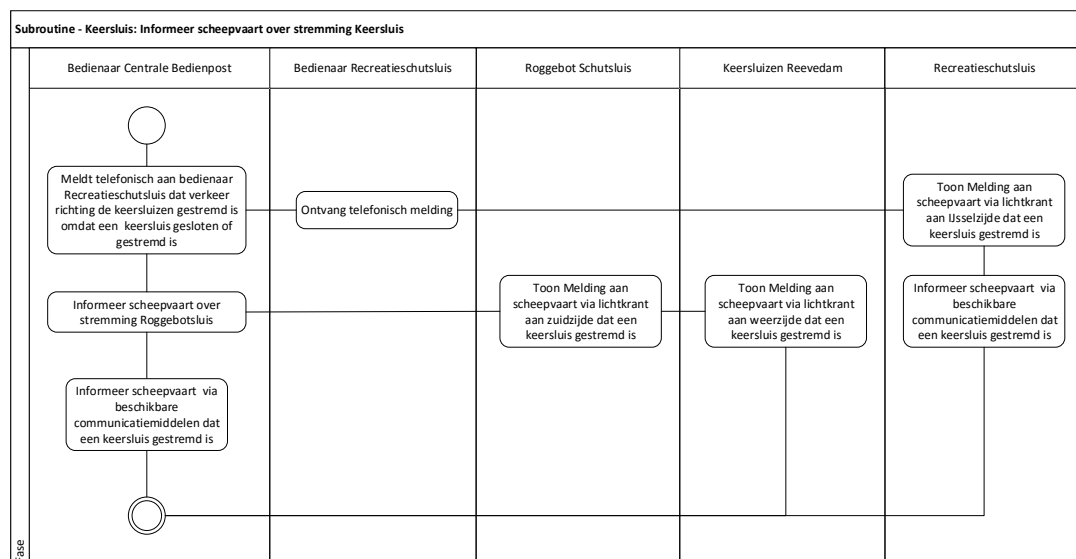 Subroutine - Keersluis: Informeer scheepvaart over stremming Keersluis
Bedienaar Centrale Bedienpost
Bedienaar Recreatieschutsluis
Roggebot Schutsluis
Keersluizen Reevedam
Recreatieschutsluis
Meldt telefonisch aan bedienaar
Recreatieschutsluis dat verkeer
richting de keersluizen gestremd is
omdat een keersluis gesloten of
gestremd is
Ontvang telefonisch melding
Toon Melding aan
scheepvaart via lichtkrant
aan IJsselzijde dat een
keersluis gestremd is
Informeer scheepvaart over
stremming Roggebotsluis
Toon Melding aan
scheepvaart via lichtkrant
aan zuidzijde dat een
keersluis gestremd is
Toon Melding aan
scheepvaart via lichtkrant
aan weerzijde dat een
keersluis gestremd is
Informeer scheepvaart via
beschikbare
communicatiemiddelen dat
een keersluis gestremd is
Informeer scheepvaart via
beschikbare
communicatiemiddelen dat
een keersluis gestremd is
Fase